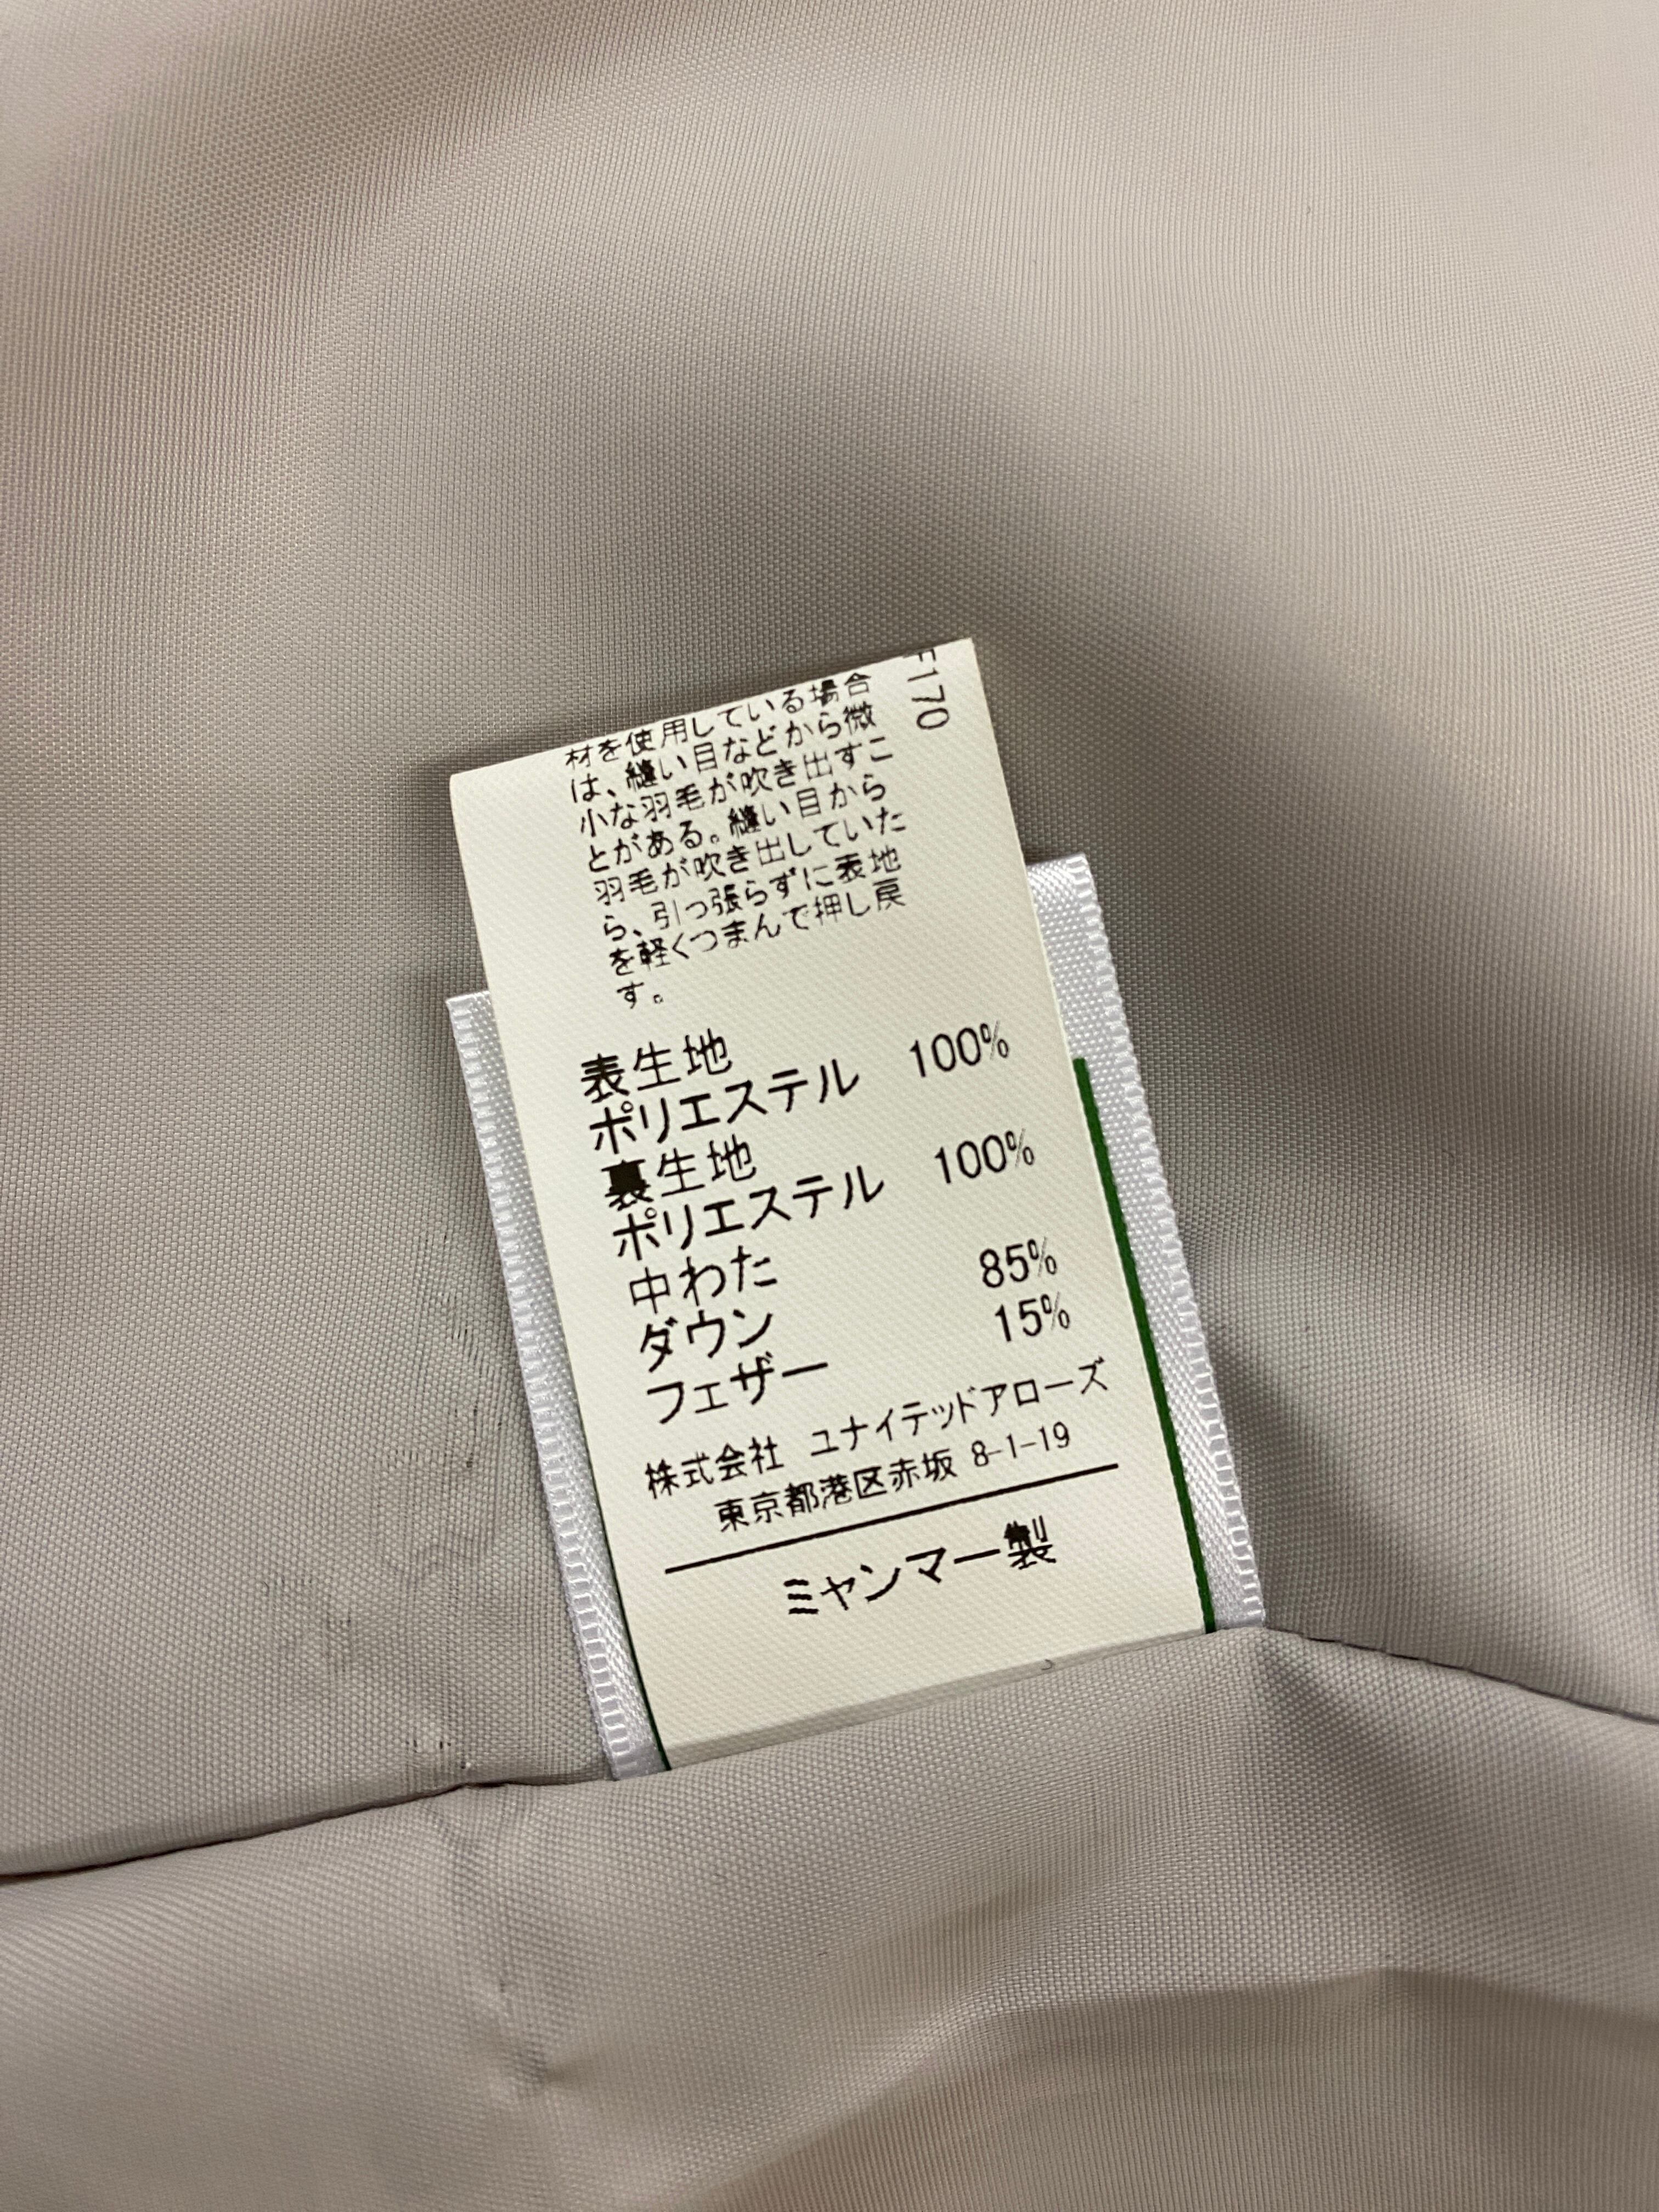 F170
材を使用している場合
は、縫い目などから微
小な羽毛が吹き出すこ
とがある。縫い目から
羽毛が吹き出していた
ら、引っ張らずに表地
を軽くつまんで押し戻
す。
表生地
ポリエステル 100%
裏生地
ポリエステル 100%
中わた
ダウン 85%
フェザー 15%
株式会社 ユナイテッドアローズ
東京都港区赤坂 8-1-19
ミャンマー製